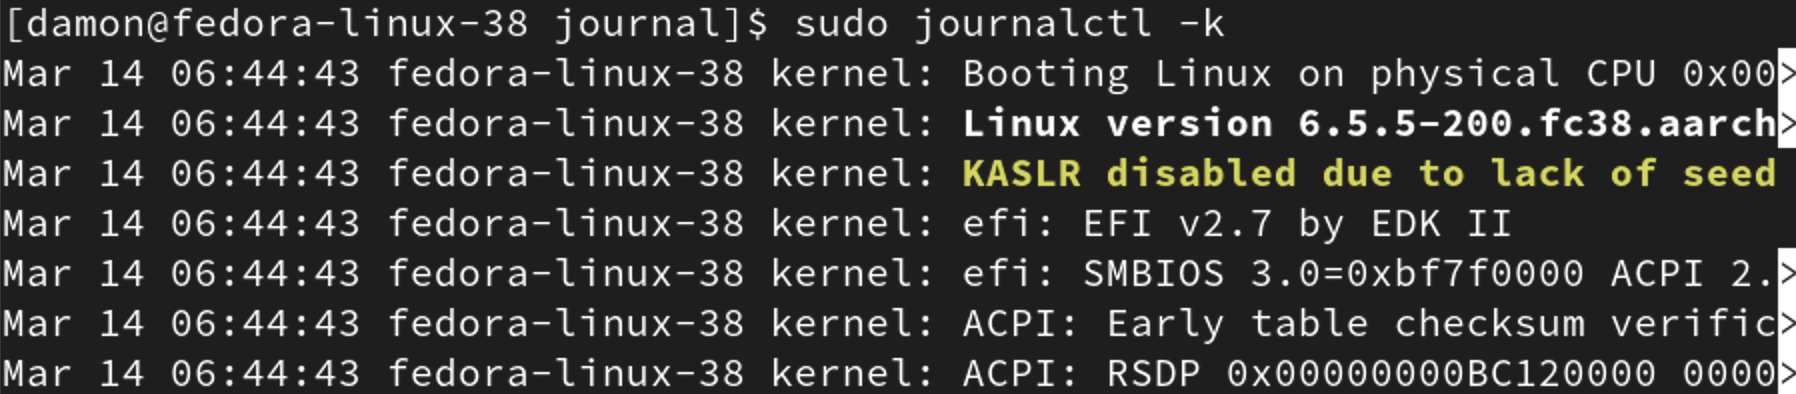 [damon@fedora-linux-38 journal]$ sudo journalctl -k
Mar 14 06:44:43 fedora-linux-38 kernel: Booting Linux on physical CPU 0x00>
Mar 14 06:44:43 fedora-linux-38 kernel: Linux version 6.5.5-200.fc38.aarch>
Mar 14 06:44:43 fedora-linux-38 kernel: KASLR disabled due to lack of seed
Mar 14 06:44:43 fedora-linux-38 kernel: efi: EFI v2.7 by EDK II
Mar 14 06:44:43 fedora-linux-38 kernel: efi: SMBIOS 3.0=0xbf7f0000 ACPI 2.>
Mar 14 06:44:43 fedora-linux-38 kernel: ACPI: Early table checksum verific>
Mar 14 06:44:43 fedora-linux-38 kernel: ACPI: RSDP 0x00000000BC120000 0000>